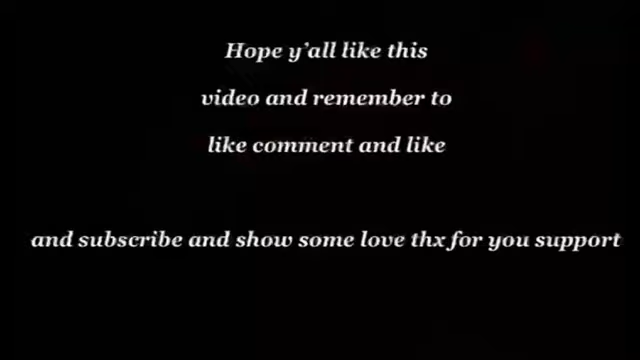 Hope y'all like this
video and remember to
like comment and like
and subscribe and show some love thx for you support